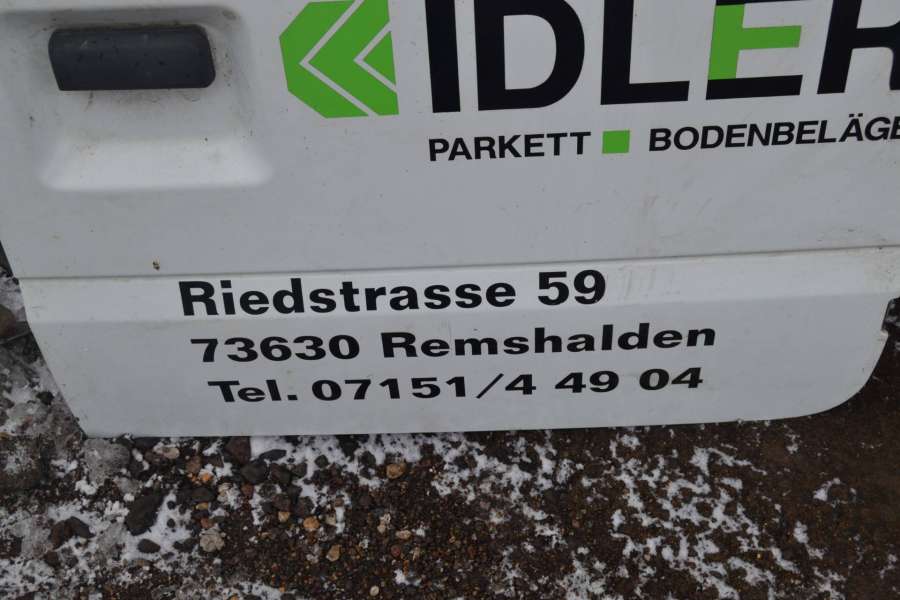 IDLER
PARKETT ■ BODENBELÄGE
Riedstrasse 59
73630 Remshalden
Tel. 07151/4 49 04